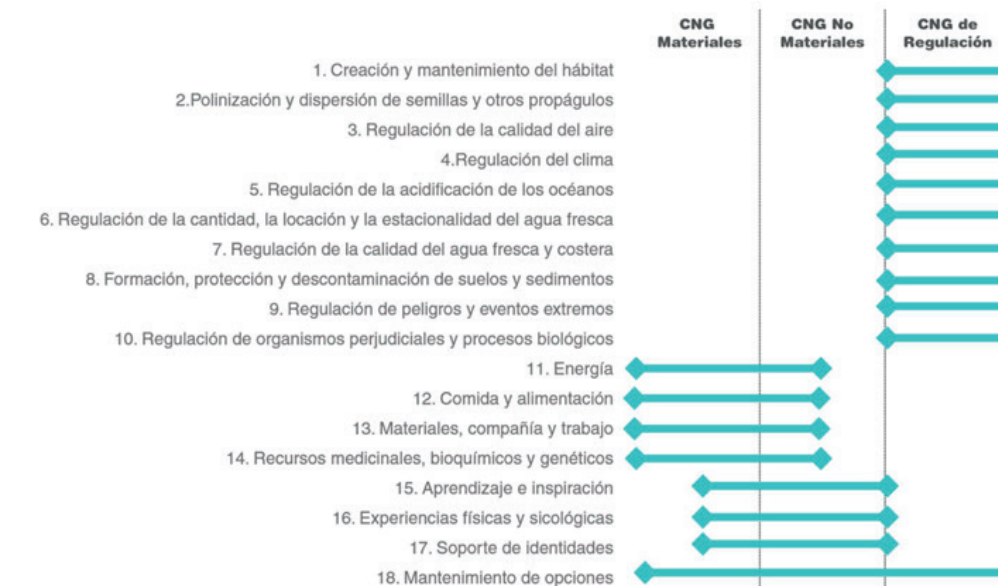 CNG
Materiales
CNG No
Materiales
CNG de
Regulación
1. Creación y mantenimiento del hábitat
2.Polinización y dispersión de semillas y otros propágulos
3. Regulación de la calidad del aire
4.Regulación del clima
5. Regulación de la acidificación de los océanos
6. Regulación de la cantidad, la locación y la estacionalidad del agua fresca
7. Regulación de la calidad del agua fresca y costera
8. Formación, protección y descontaminación de suelos y sedimentos
9. Regulación de peligros y eventos extremos
10. Regulación de organismos perjudiciales y procesos biológicos
11. Energía
12. Comida y alimentación
13. Materiales, compañía y trabajo
14. Recursos medicinales, bioquímicos y genéticos
15. Aprendizaje e inspiración
16. Experiencias físicas y sicológicas
17. Soporte de identidades
18. Mantenimiento de opciones